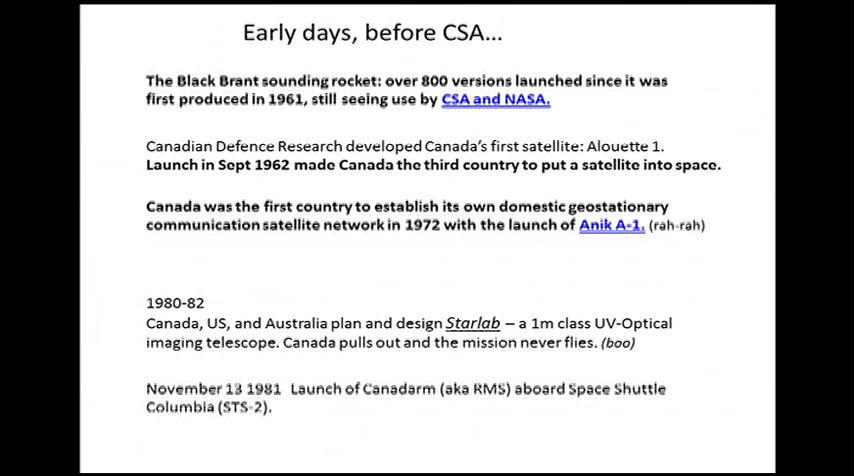 Early days, before CSA...
The Black Brant sounding rocket: over 800 versions launched since it was
first produced in 1961, still seeing use by CSA and NASA.
Canadian Defence Research developed Canada's first satellite: Alouette 1.
Launch in Sept 1962 made Canada the third country to put a satellite into space.
Canada was the first country to establish its own domestic geostationary
communication satellite network in 1972 with the launch of Anik A-1. (rah-rah)
1980-82
Canada, US, and Australia plan and design Starlab – a 1m class UV-Optical
imaging telescope. Canada pulls out and the mission never flies. (boo)
November 13 1981 Launch of Canadarm (aka RMS) aboard Space Shuttle
Columbia (STS-2).